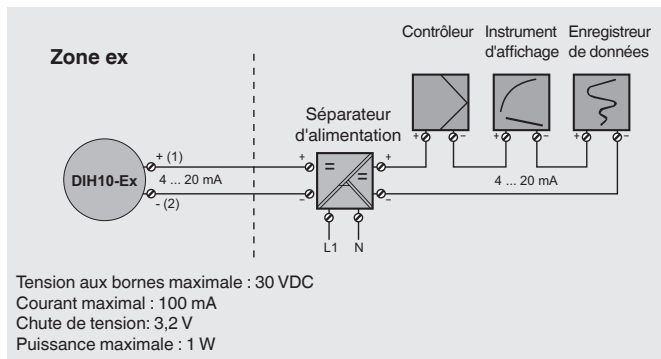 Zone ex
Contrôleur
Instrument
d'affichage
Enregistreur
de données
Séparateur
d'alimentation
DIH10-Ex
+ (1)
4 ... 20 mA
- (2)
+
–
=
=
+
–
L1
N
+
–
+
–
+
–
4 ... 20 mA
Tension aux bornes maximale : 30 VDC
Courant maximal : 100 mA
Chute de tension: 3,2 V
Puissance maximale : 1 W